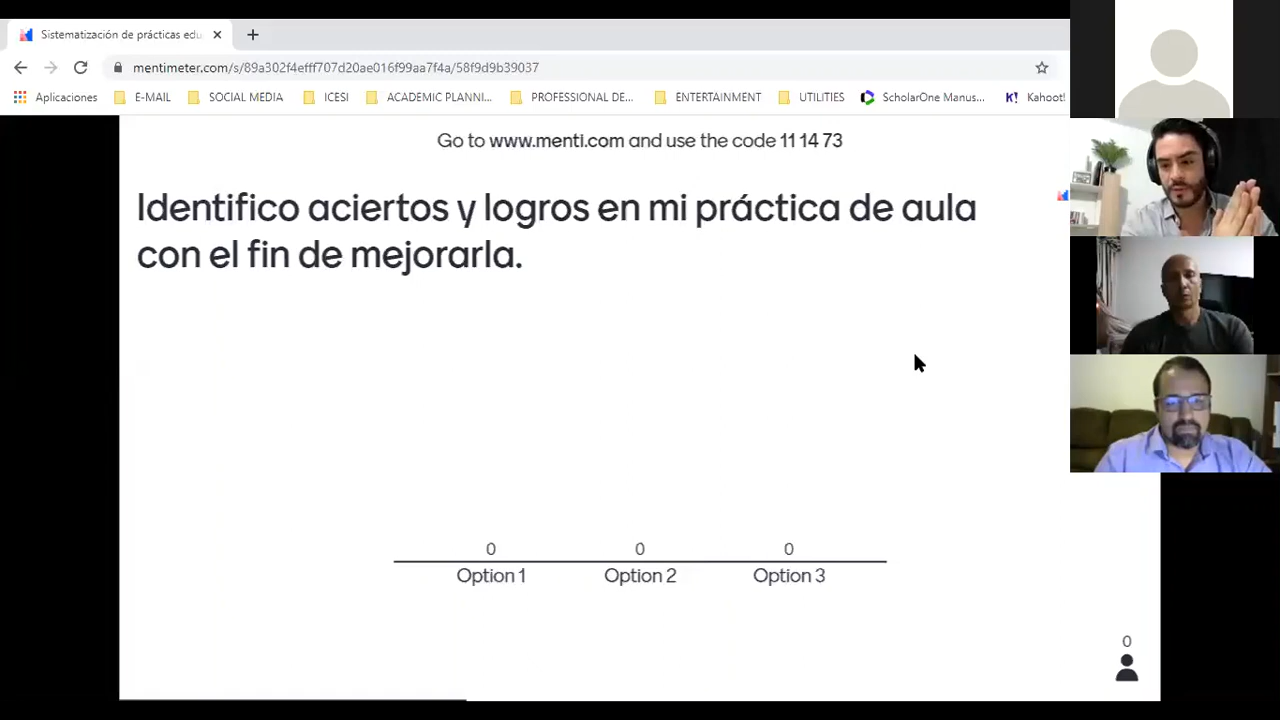 Sistematización de prácticas edu
mentimeter.com/s/89a302f4efff707d20ae016f99aa7f4a/58f9d9b39037
Aplicaciones E-MAIL SOCIAL MEDIA ICESI ACADEMIC PLANNI... PROFESSIONAL DE... ENTERTAINMENT UTILITIES ScholarOne Manus... Kahoot!
Go to www.menti.com and use the code 11 14 73
Identifico aciertos y logros en mi práctica de aula
con el fin de mejorarla.
0 0 0
Option 1 Option 2 Option 3
0